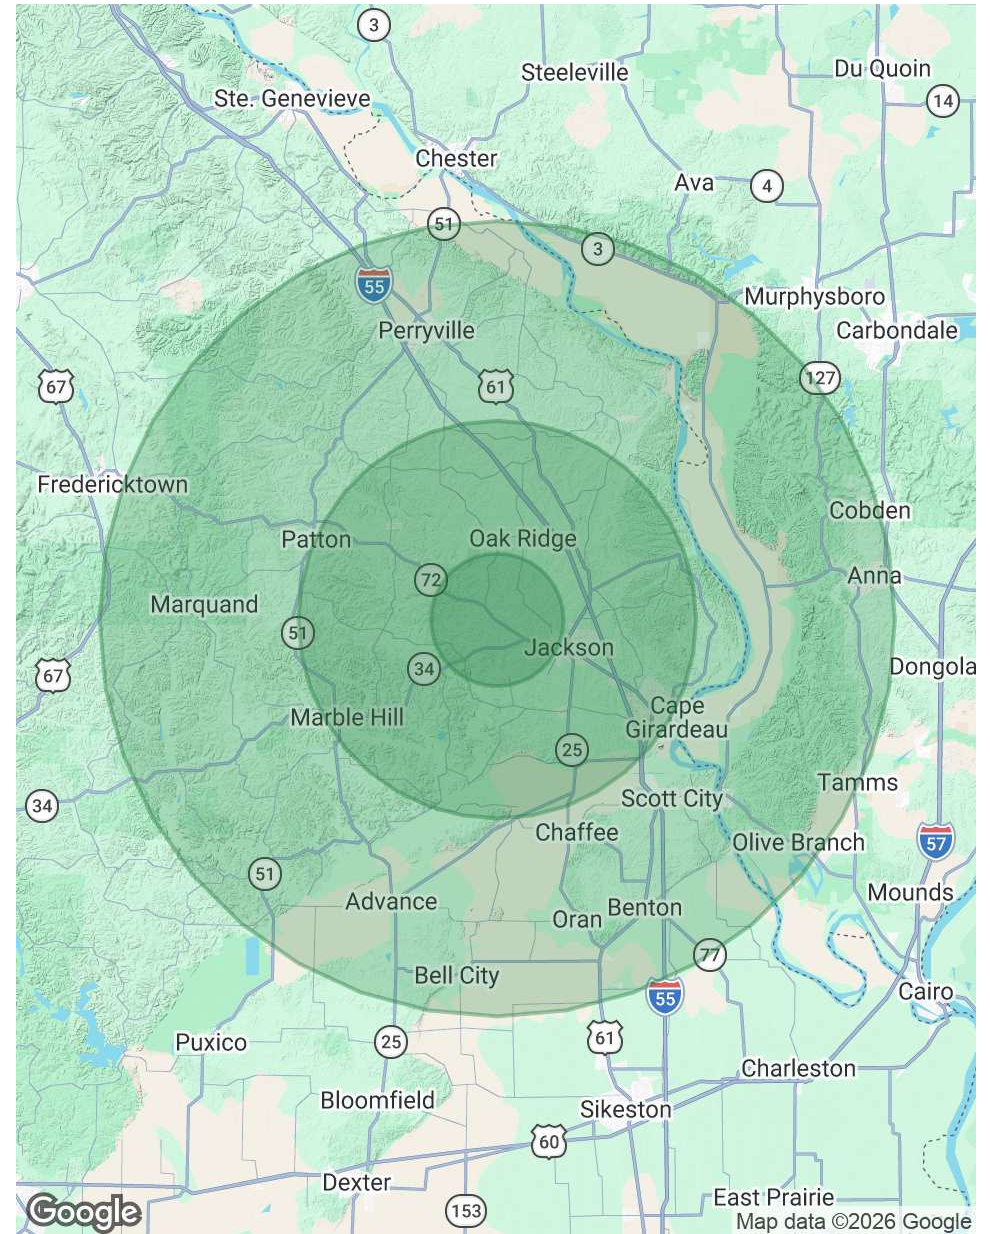 3
Steeleville
Du Quoin
Ste. Genevieve
14
Chester
Ava
4
51
3
55
Murphysboro
Perryville
Carbondale
67
61
127
Fredericktown
Cobden
Patton
Oak Ridge
72
Anna
Marquand
51
Jackson
34
67
Dongola
Marble Hill
Cape
Girardeau
25
Tamms
34
Scott City
Chaffee
Olive Branch
57
51
Mounds
Advance
Oran
Benton
77
Bell City
55
Cairo
Puxico
25
61
Charleston
Bloomfield
Sikeston
60
Dexter
East Prairie
153
Google
Map data ©2026 Google